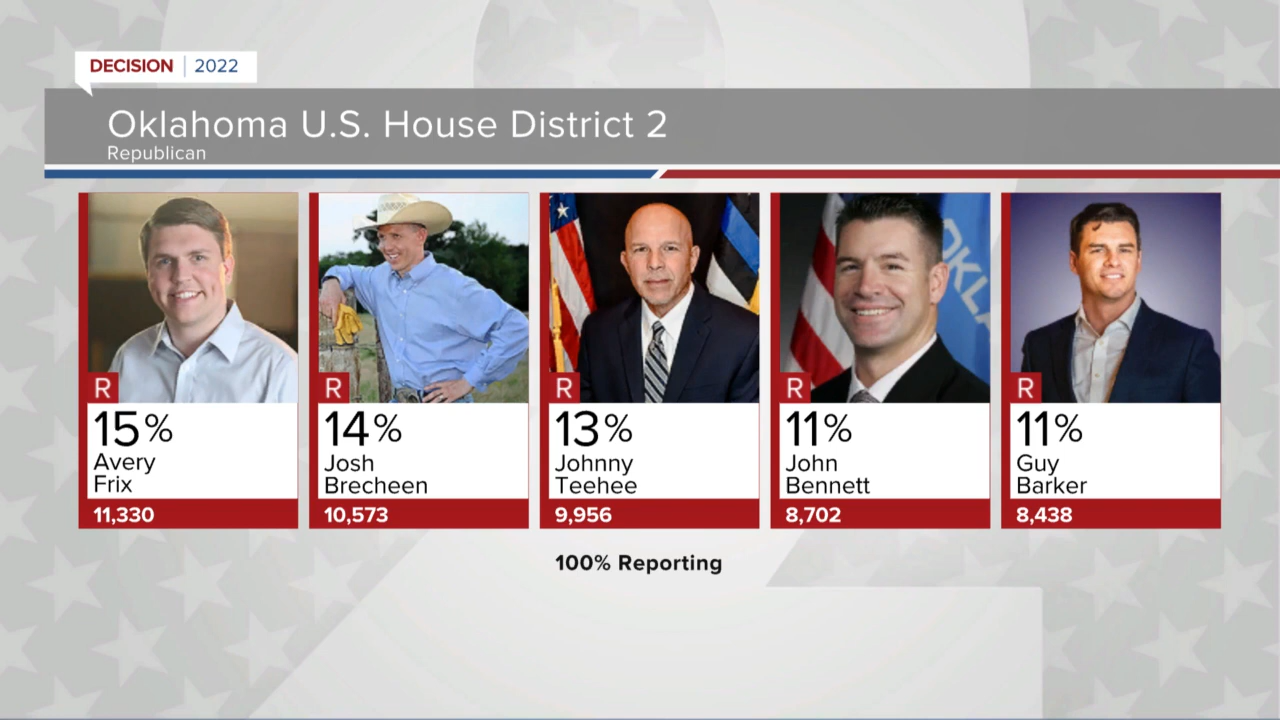 DECISION | 2022
Oklahoma U.S. House District 2
Republican
R
15%
Avery
Frix
11,330
R
14%
Josh
Brecheen
10,573
R
13%
Johnny
Teehee
9,956
OKLA
R
11%
John
Bennett
8,702
R
11%
Guy
Barker
8,438
100% Reporting